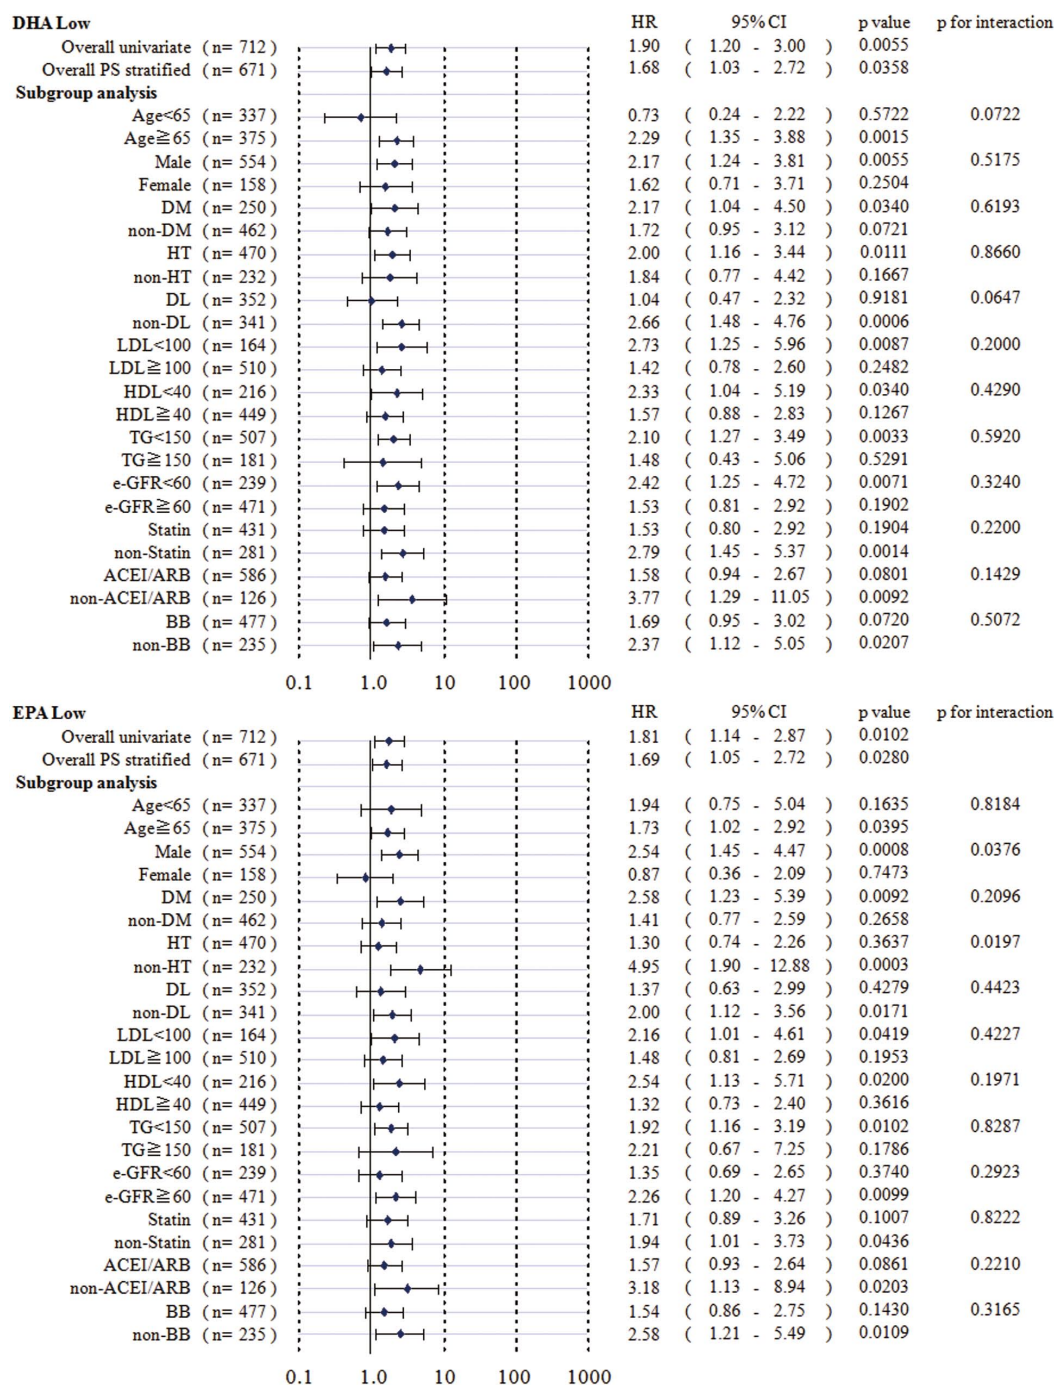 DHA Low HR 95% CI p value p for interaction
Overall univariate ( n= 712 ) 1.90 ( 1.20 - 3.00 ) 0.0055
Overall PS stratified ( n= 671 ) 1.68 ( 1.03 - 2.72 ) 0.0358
Subgroup analysis
Age<65 ( n= 337 ) 0.73 ( 0.24 - 2.22 ) 0.5722 0.0722
Age≧65 ( n= 375 ) 2.29 ( 1.35 - 3.88 ) 0.0015
Male ( n= 554 ) 2.17 ( 1.24 - 3.81 ) 0.0055 0.5175
Female ( n= 158 ) 1.62 ( 0.71 - 3.71 ) 0.2504
DM ( n= 250 ) 2.17 ( 1.04 - 4.50 ) 0.0340 0.6193
non-DM ( n= 462 ) 1.72 ( 0.95 - 3.12 ) 0.0721
HT ( n= 470 ) 2.00 ( 1.16 - 3.44 ) 0.0111 0.8660
non-HT ( n= 232 ) 1.84 ( 0.77 - 4.42 ) 0.1667
DL ( n= 352 ) 1.04 ( 0.47 - 2.32 ) 0.9181 0.0647
non-DL ( n= 341 ) 2.66 ( 1.48 - 4.76 ) 0.0006
LDL<100 ( n= 164 ) 2.73 ( 1.25 - 5.96 ) 0.0087 0.2000
LDL≧100 ( n= 510 ) 1.42 ( 0.78 - 2.60 ) 0.2482
HDL<40 ( n= 216 ) 2.33 ( 1.04 - 5.19 ) 0.0340 0.4290
HDL≧40 ( n= 449 ) 1.57 ( 0.88 - 2.83 ) 0.1267
TG<150 ( n= 507 ) 2.10 ( 1.27 - 3.49 ) 0.0033 0.5920
TG≧150 ( n= 181 ) 1.48 ( 0.43 - 5.06 ) 0.5291
e-GFR<60 ( n= 239 ) 2.42 ( 1.25 - 4.72 ) 0.0071 0.3240
e-GFR≧60 ( n= 471 ) 1.53 ( 0.81 - 2.92 ) 0.1902
Statin ( n= 431 ) 1.53 ( 0.80 - 2.92 ) 0.1904 0.2200
non-Statin ( n= 281 ) 2.79 ( 1.45 - 5.37 ) 0.0014
ACEI/ARB ( n= 586 ) 1.58 ( 0.94 - 2.67 ) 0.0801 0.1429
non-ACEI/ARB ( n= 126 ) 3.77 ( 1.29 - 11.05 ) 0.0092
BB ( n= 477 ) 1.69 ( 0.95 - 3.02 ) 0.0720 0.5072
non-BB ( n= 235 ) 2.37 ( 1.12 - 5.05 ) 0.0207
0.1 1.0 10 100 1000
EPA Low HR 95% CI p value p for interaction
Overall univariate ( n= 712 ) 1.81 ( 1.14 - 2.87 ) 0.0102
Overall PS stratified ( n= 671 ) 1.69 ( 1.05 - 2.72 ) 0.0280
Subgroup analysis
Age<65 ( n= 337 ) 1.94 ( 0.75 - 5.04 ) 0.1635 0.8184
Age≧65 ( n= 375 ) 1.73 ( 1.02 - 2.92 ) 0.0395
Male ( n= 554 ) 2.54 ( 1.45 - 4.47 ) 0.0008 0.0376
Female ( n= 158 ) 0.87 ( 0.36 - 2.09 ) 0.7473
DM ( n= 250 ) 2.58 ( 1.23 - 5.39 ) 0.0092 0.2096
non-DM ( n= 462 ) 1.41 ( 0.77 - 2.59 ) 0.2658
HT ( n= 470 ) 1.30 ( 0.74 - 2.26 ) 0.3637 0.0197
non-HT ( n= 232 ) 4.95 ( 1.90 - 12.88 ) 0.0003
DL ( n= 352 ) 1.37 ( 0.63 - 2.99 ) 0.4279 0.4423
non-DL ( n= 341 ) 2.00 ( 1.12 - 3.56 ) 0.0171
LDL<100 ( n= 164 ) 2.16 ( 1.01 - 4.61 ) 0.0419 0.4227
LDL≧100 ( n= 510 ) 1.48 ( 0.81 - 2.69 ) 0.1953
HDL<40 ( n= 216 ) 2.54 ( 1.13 - 5.71 ) 0.0200 0.1971
HDL≧40 ( n= 449 ) 1.32 ( 0.73 - 2.40 ) 0.3616
TG<150 ( n= 507 ) 1.92 ( 1.16 - 3.19 ) 0.0102 0.8287
TG≧150 ( n= 181 ) 2.21 ( 0.67 - 7.25 ) 0.1786
e-GFR<60 ( n= 239 ) 1.35 ( 0.69 - 2.65 ) 0.3740 0.2923
e-GFR≧60 ( n= 471 ) 2.26 ( 1.20 - 4.27 ) 0.0099
Statin ( n= 431 ) 1.71 ( 0.89 - 3.26 ) 0.1007 0.8222
non-Statin ( n= 281 ) 1.94 ( 1.01 - 3.73 ) 0.0436
ACEI/ARB ( n= 586 ) 1.57 ( 0.93 - 2.64 ) 0.0861 0.2210
non-ACEI/ARB ( n= 126 ) 3.18 ( 1.13 - 8.94 ) 0.0203
BB ( n= 477 ) 1.54 ( 0.86 - 2.75 ) 0.1430 0.3165
non-BB ( n= 235 ) 2.58 ( 1.21 - 5.49 ) 0.0109
0.1 1.0 10 100 1000